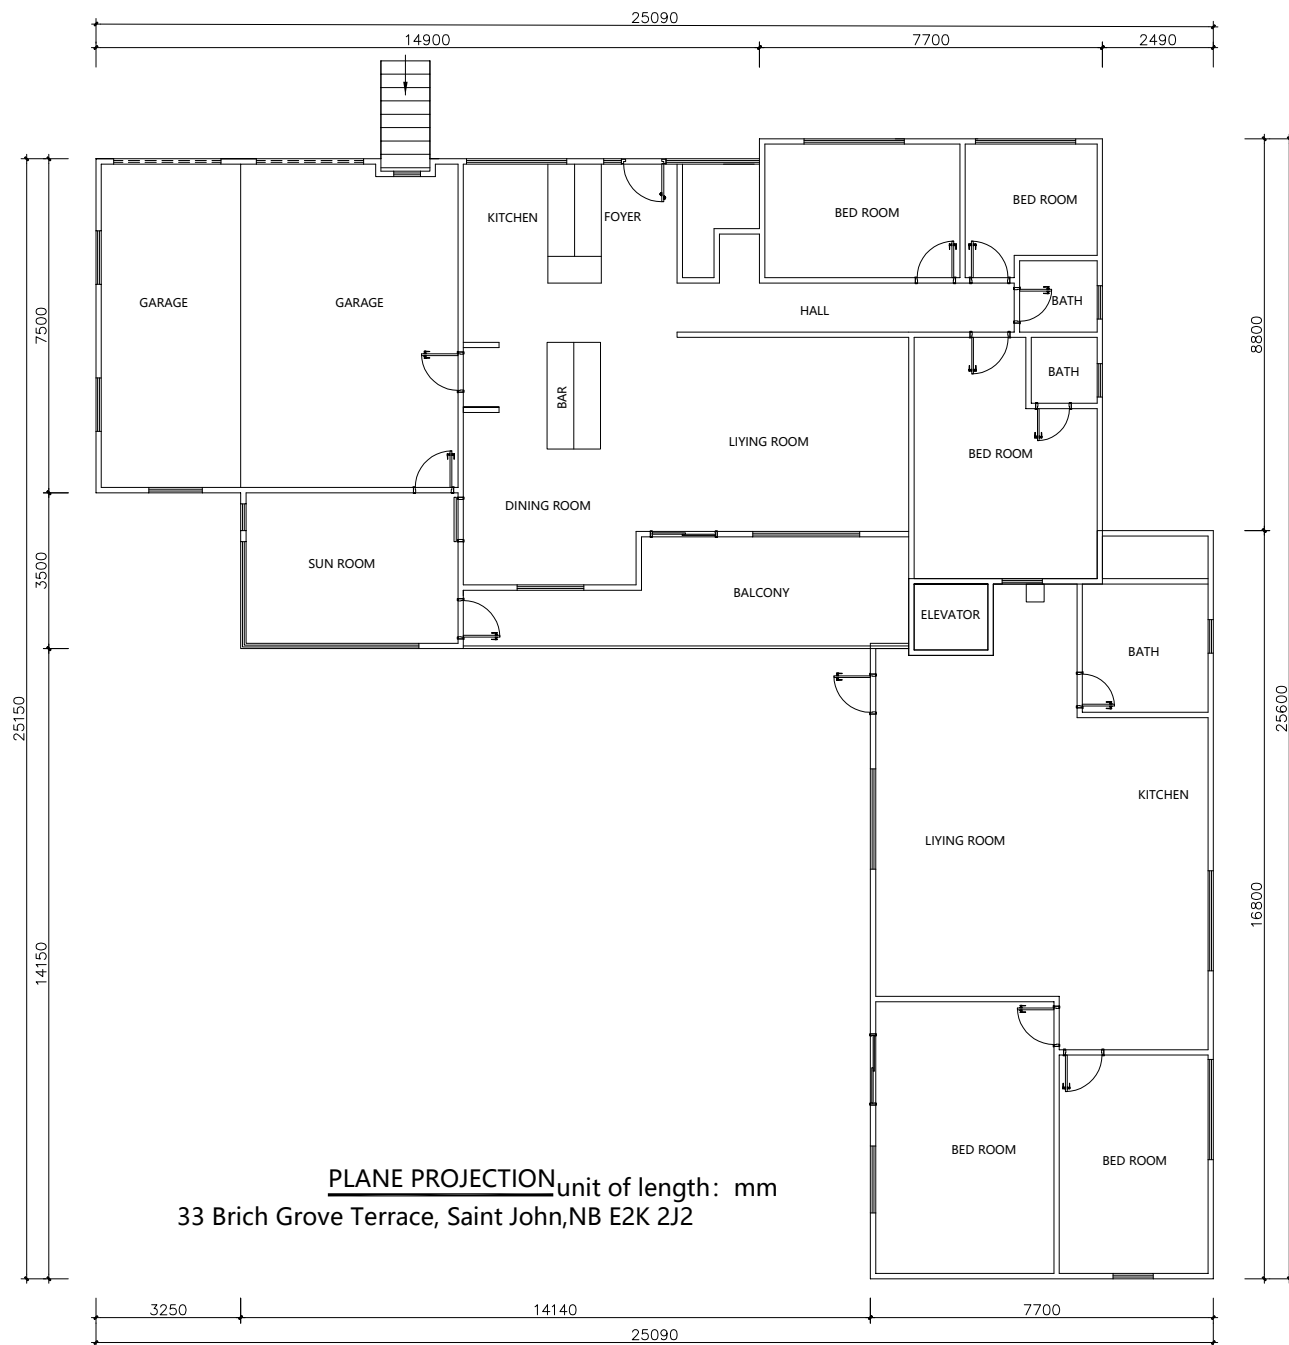 25090
14900
7700
2490
KITCHEN
FOYER
BED ROOM
BED ROOM
GARAGE
GARAGE
HALL
BATH
7500
8800
BATH
BAR
LIYING ROOM
BED ROOM
DINING ROOM
SUN ROOM
3500
BALCONY
ELEVATOR
BATH
25150
25600
KITCHEN
LIYING ROOM
16800
14150
BED ROOM
BED ROOM
PLANE PROJECTION unit of length: mm
33 Brich Grove Terrace, Saint John,NB E2K 2J2
3250
14140
7700
25090